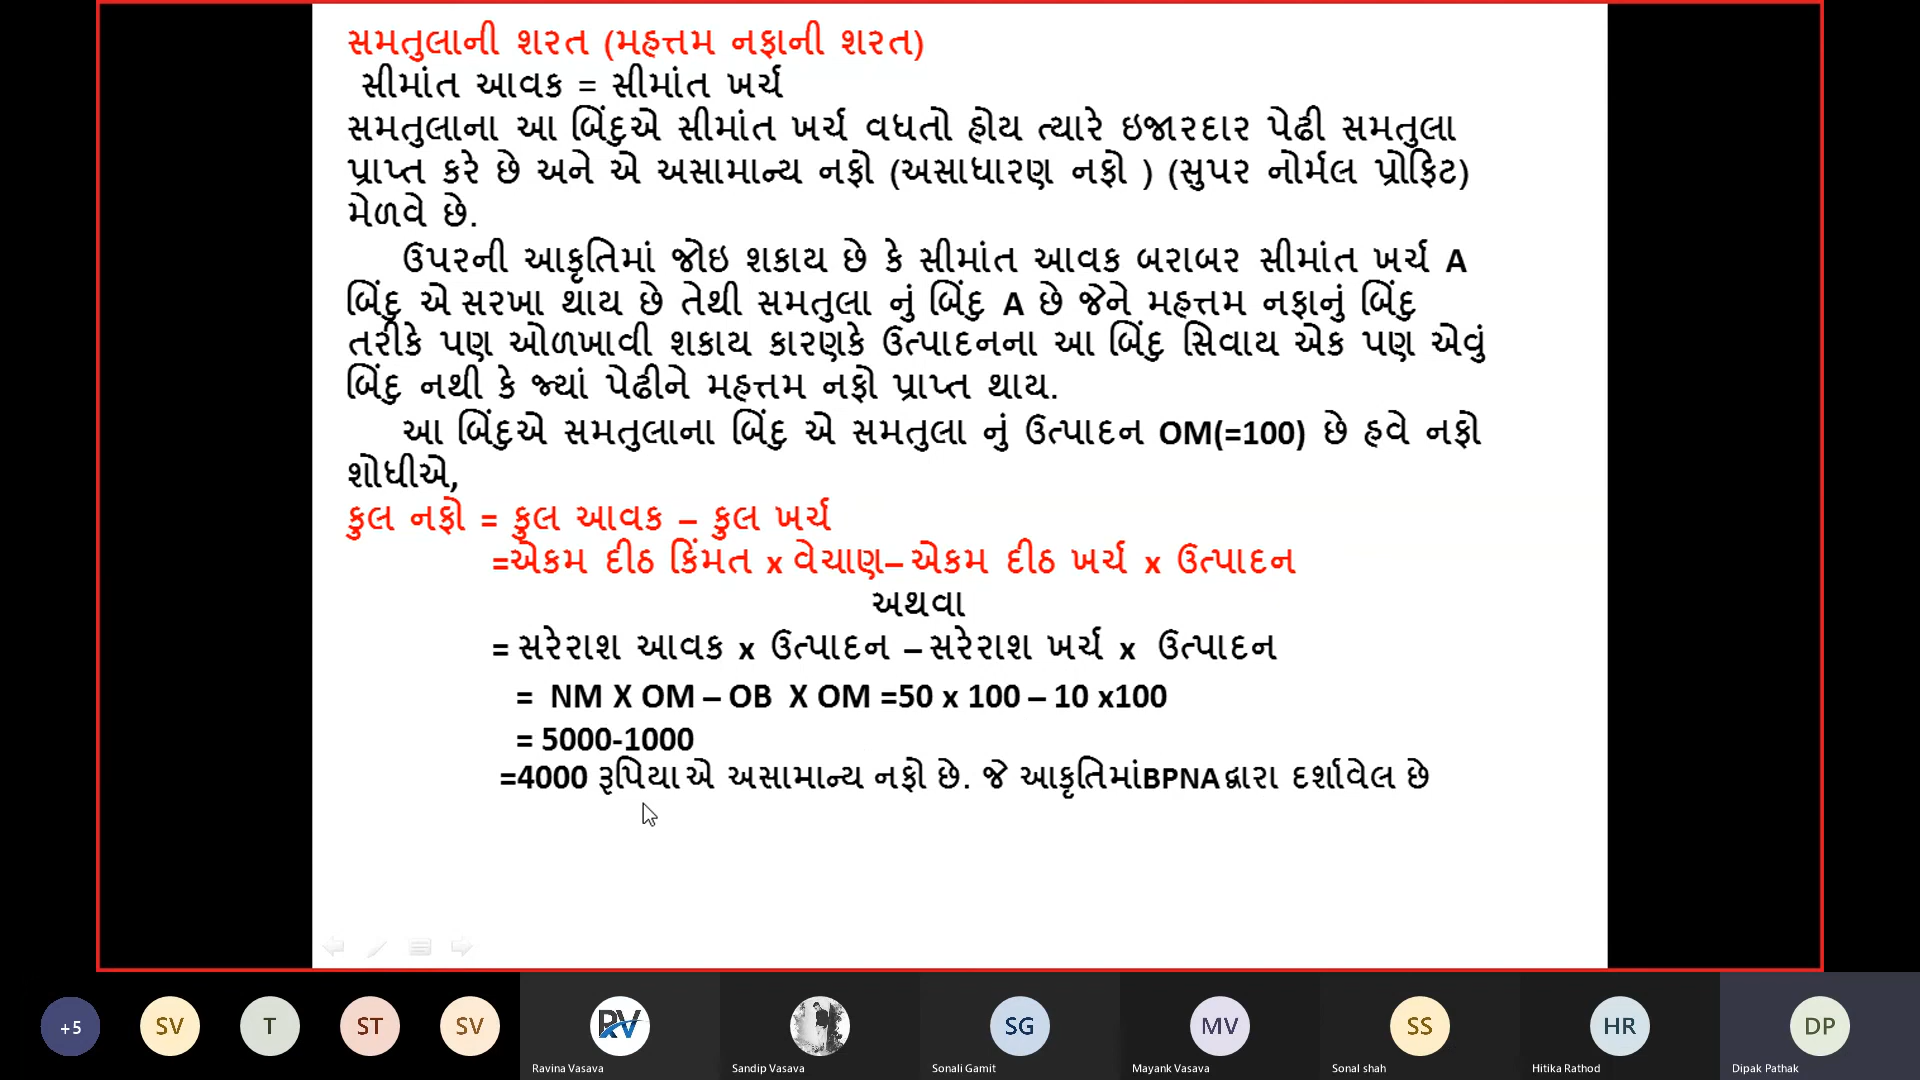 સમતુલાની શરત (મહત્તમ નફાની શરત)
સીમાંત આવક = સીમાંત ખર્ચ
સમતુલાના આ બિંદુએ સીમાંત ખર્ચ વધતો હોય ત્યારે ઇજારદાર પેઢી સમતુલા
પ્રાપ્ત કરે છે અને એ અસામાન્ય નફો (અસાધારણ નફો ) (સુપર નોર્મલ પ્રોફિટ)
મેળવે છે.
ઉપરની આકૃતિમાં જોઇ શકાય છે કે સીમાંત આવક બરાબર સીમાંત ખર્ચ A
બિંદુ એ સરખા થાય છે તેથી સમતુલા નું બિંદુ A છે જેને મહત્તમ નફાનું બિંદુ
તરીકે પણ ઓળખાવી શકાય કારણકે ઉત્પાદનના આ બિંદુ સિવાય એક પણ એવું
બિંદુ નથી કે જ્યાં પેઢીને મહત્તમ નફો પ્રાપ્ત થાય.
આ બિંદુએ સમતુલાના બિંદુ એ સમતુલા નું ઉત્પાદન OM(=100) છે હવે નફો
શોધીએ,
કુલ નફો = કુલ આવક – કુલ ખર્ચ
=એકમ દીઠ કિંમત x વેચાણ– એકમ દીઠ ખર્ચ x ઉત્પાદન
અથવા
= સરેરાશ આવક x ઉત્પાદન – સરેરાશ ખર્ચ x ઉત્પાદન
= NM X OM – OB X OM =50 x 100 – 10 x100
= 5000-1000
=4000 રૂપિયા એ અસામાન્ય નફો છે. જે આકૃતિમાંBPNA દ્વારા દર્શાવેલ છે
+5 SV T ST SV RV SG MV SS HR DP
Ravina Vasava Sandip Vasava Sonali Gamit Mayank Vasava Sonal shah Hitika Rathod Dipak Pathak